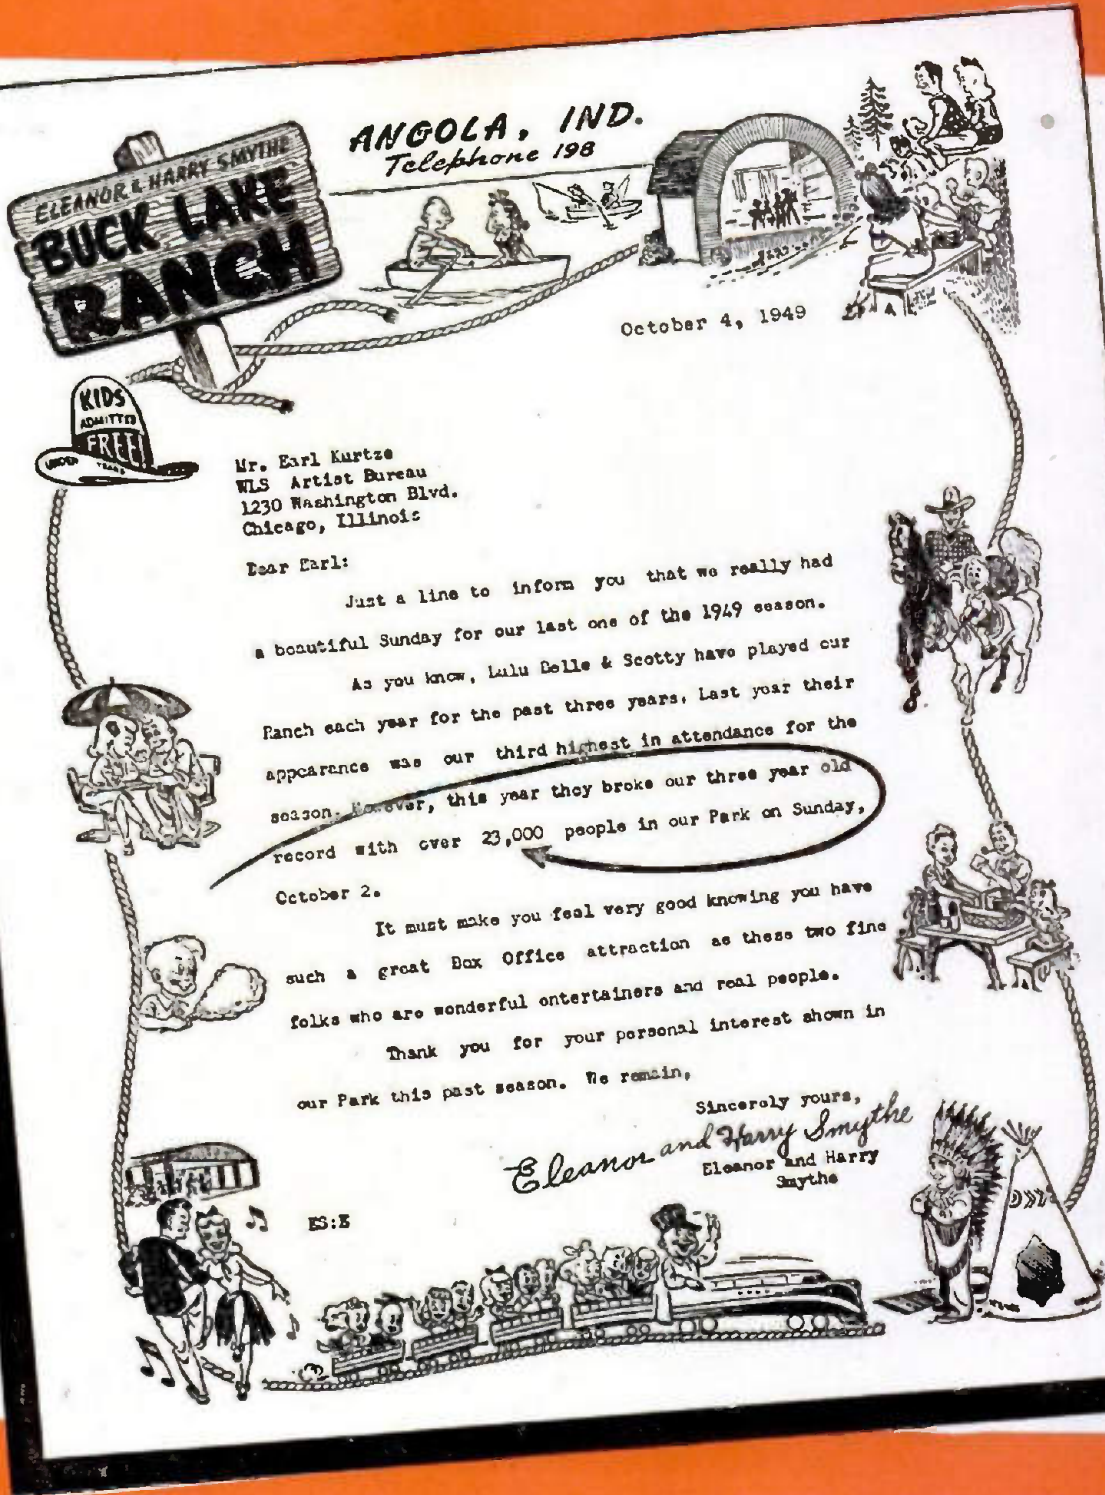 ANGOLA, IND.
Telephone 198
ELEANOR & HARRY SMYTHE
BUCK LAKE
RANCH
October 4, 1949
KIDS
ADMITTED
FREE!
UNDER YEARS
Mr. Earl Kurtze
WLS Artist Bureau
1230 Washington Blvd.
Chicago, Illinois
Dear Earl:
Just a line to inform you that we really had
a beautiful Sunday for our last one of the 1949 season.
As you know, Lulu Belle & Scotty have played our
Ranch each year for the past three years. Last year their
appearance was our third highest in attendance for the
season. However, this year they broke our three year old
record with over 23,000 people in our Park on Sunday,
October 2.
It must make you feel very good knowing you have
such a great Box Office attraction as these two fine
folks who are wonderful entertainers and real people.
Thank you for your personal interest shown in
our Park this past season. We remain,
Sincerely yours,
Eleanor and Harry Smythe
Eleanor and Harry
Smythe
ES:E